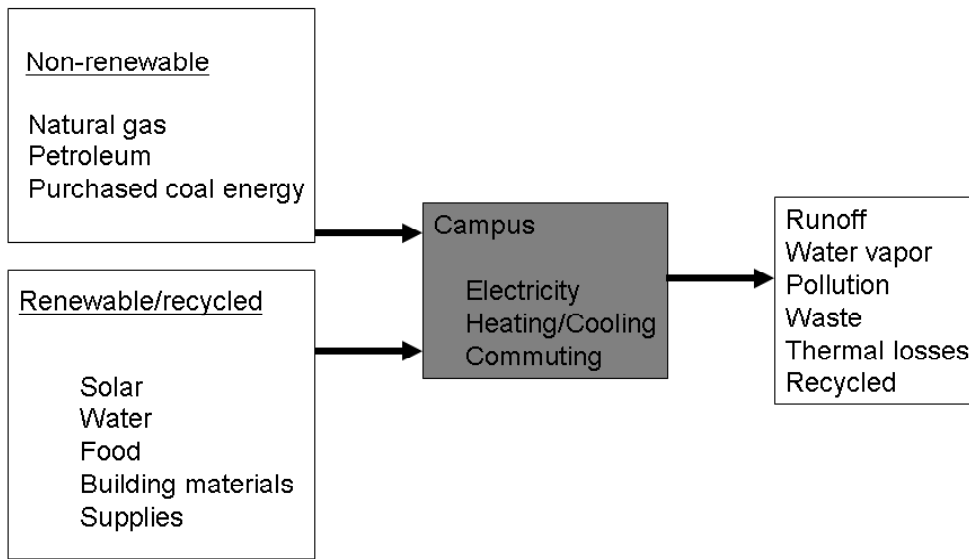 Non-renewable
Natural gas
Petroleum
Purchased coal energy
Renewable/recycled
Solar
Water
Food
Building materials
Supplies
Campus
Electricity
Heating/Cooling
Commuting
Runoff
Water vapor
Pollution
Waste
Thermal losses
Recycled